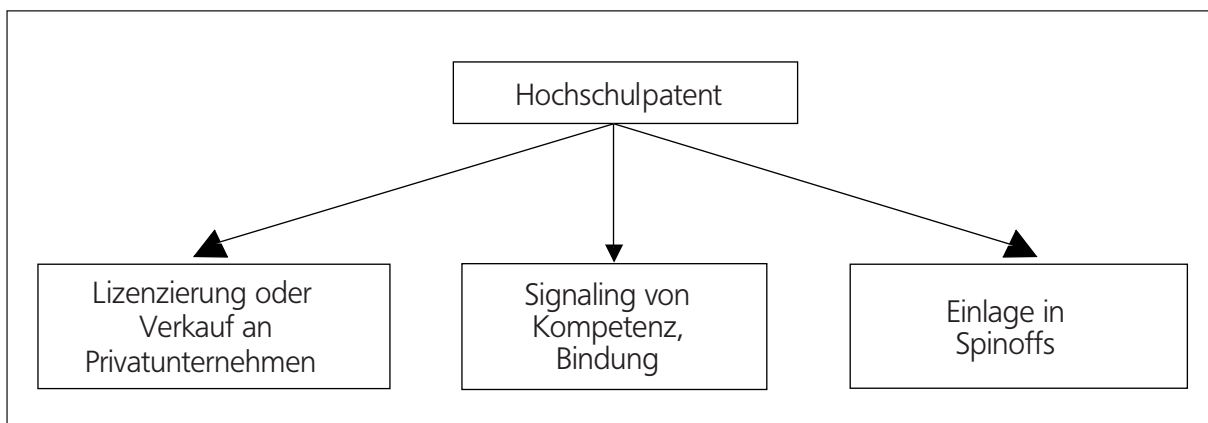 Hochschulpatent
Lizenzierung oder
Verkauf an
Privatunternehmen
Signaling von
Kompetenz,
Bindung
Einlage in
Spinoffs